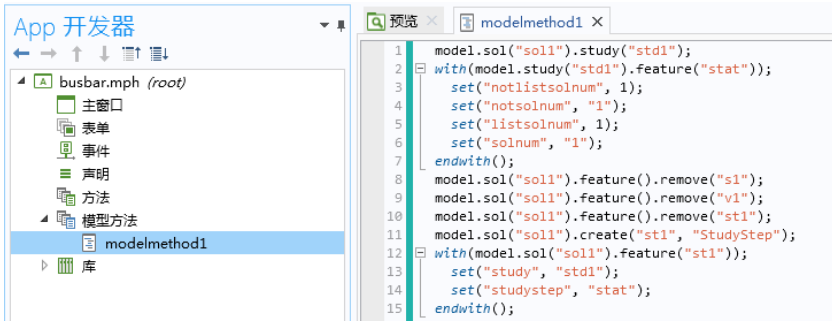 App 开发器
busbar.mph (root)
主窗口
表单
事件
声明
方法
模型方法
modelmethod1
库
预览
modelmethod1
1 model.sol("sol1").study("std1");
2 with(model.study("std1").feature("stat"));
3 set("notlistsolnum", 1);
4 set("notsolnum", "1");
5 set("listsolnum", 1);
6 set("solnum", "1");
7 endwith();
8 model.sol("sol1").feature().remove("s1");
9 model.sol("sol1").feature().remove("v1");
10 model.sol("sol1").feature().remove("st1");
11 model.sol("sol1").create("st1", "StudyStep");
12 with(model.sol("sol1").feature("st1"));
13 set("study", "std1");
14 set("studystep", "stat");
15 endwith();